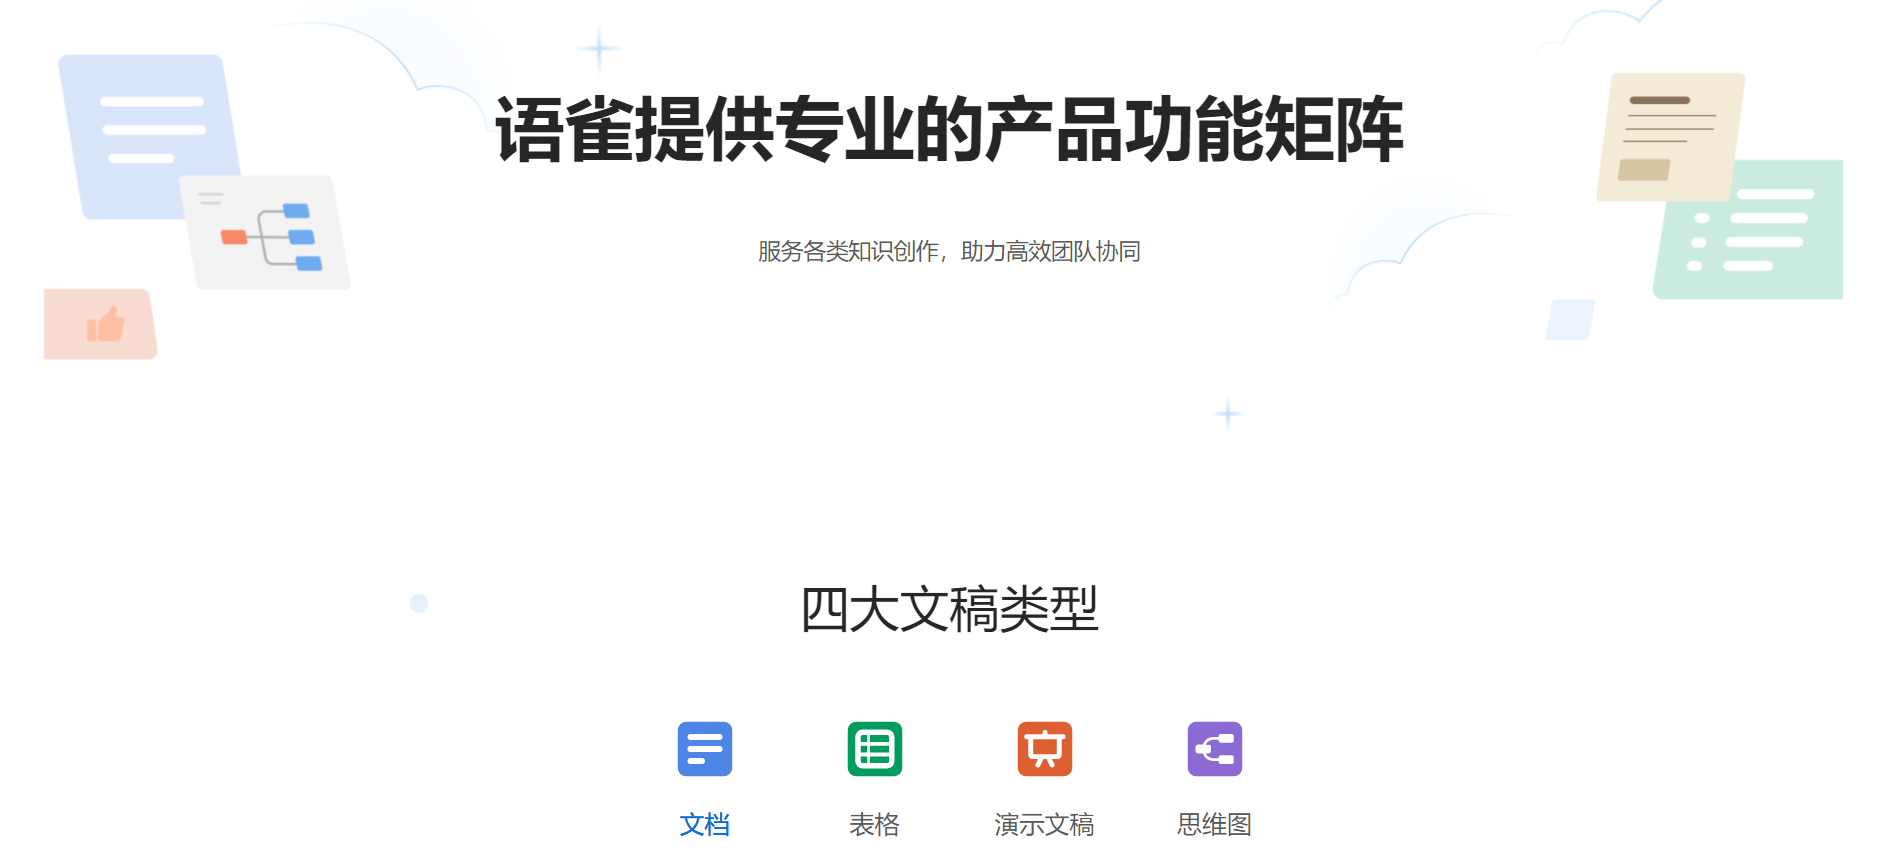 语雀提供专业的产品功能矩阵
服务各类知识创作，助力高效团队协同
四大文稿类型
文档
表格
演示文稿
思维图